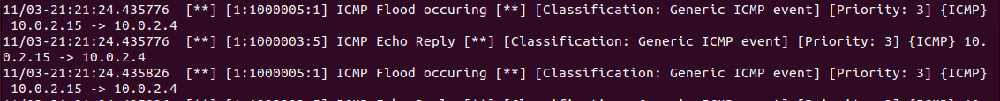 11/03-21:21:24.435776  [**] [1:1000005:1] ICMP Flood occuring [**] [Classification: Generic ICMP event] [Priority: 3] {ICMP}
 10.0.2.15 -> 10.0.2.4
11/03-21:21:24.435776  [**] [1:1000003:5] ICMP Echo Reply [**] [Classification: Generic ICMP event] [Priority: 3] {ICMP} 10.
0.2.15 -> 10.0.2.4
11/03-21:21:24.435826  [**] [1:1000005:1] ICMP Flood occuring [**] [Classification: Generic ICMP event] [Priority: 3] {ICMP}
 10.0.2.15 -> 10.0.2.4